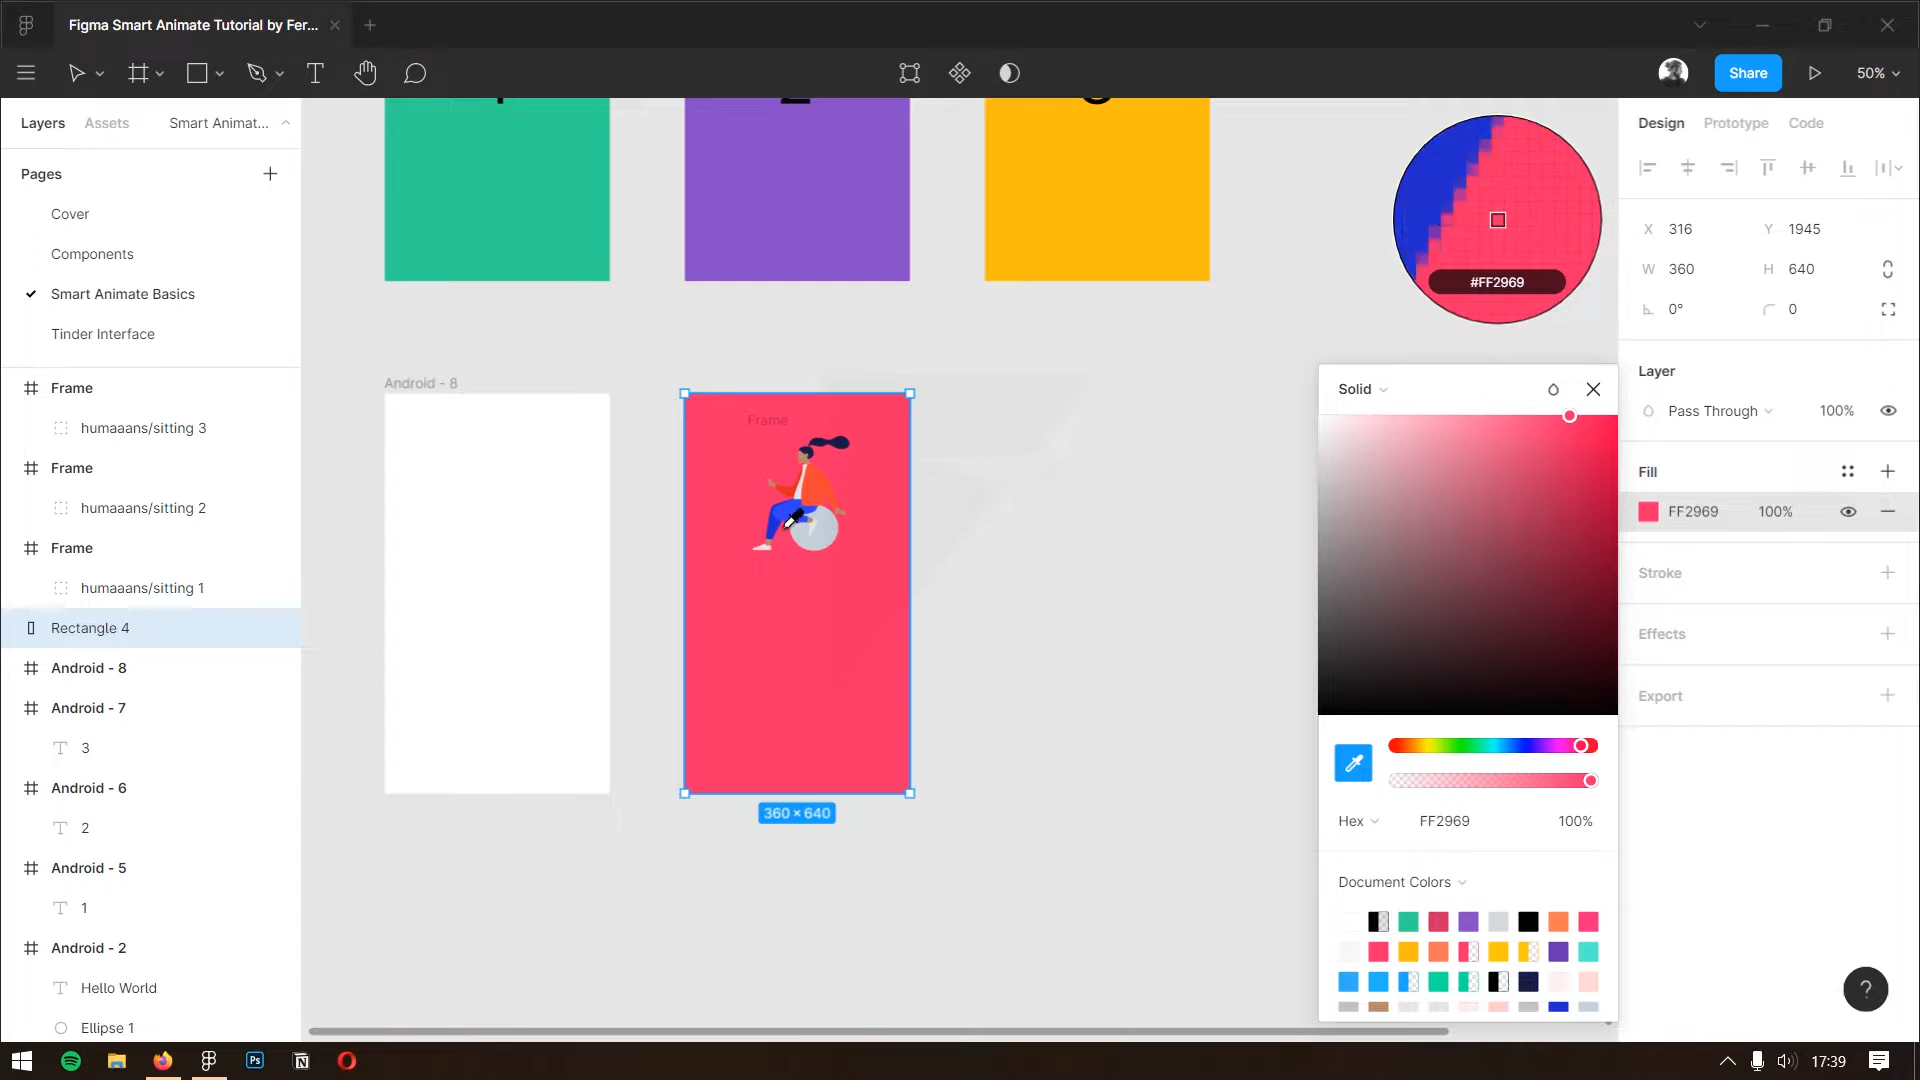 Figma Smart Animate Tutorial by Fer...
Share
50%
Layers
Assets
Smart Animat...
Pages
Cover
Components
Smart Animate Basics
Tinder Interface
Frame
humaaans/sitting 3
Frame
humaaans/sitting 2
Frame
humaaans/sitting 1
Rectangle 4
Android - 8
Android - 7
3
Android - 6
2
Android - 5
1
Android - 2
Hello World
Ellipse 1
Android - 8
Frame
360 × 640
#FF2969
Solid
Hex
FF2969
100%
Document Colors
Design
Prototype
Code
X 316
Y 1945
W 360
H 640
0°
0
Layer
Pass Through
100%
Fill
FF2969
100%
Stroke
Effects
Export
?
Ps
N
17:39